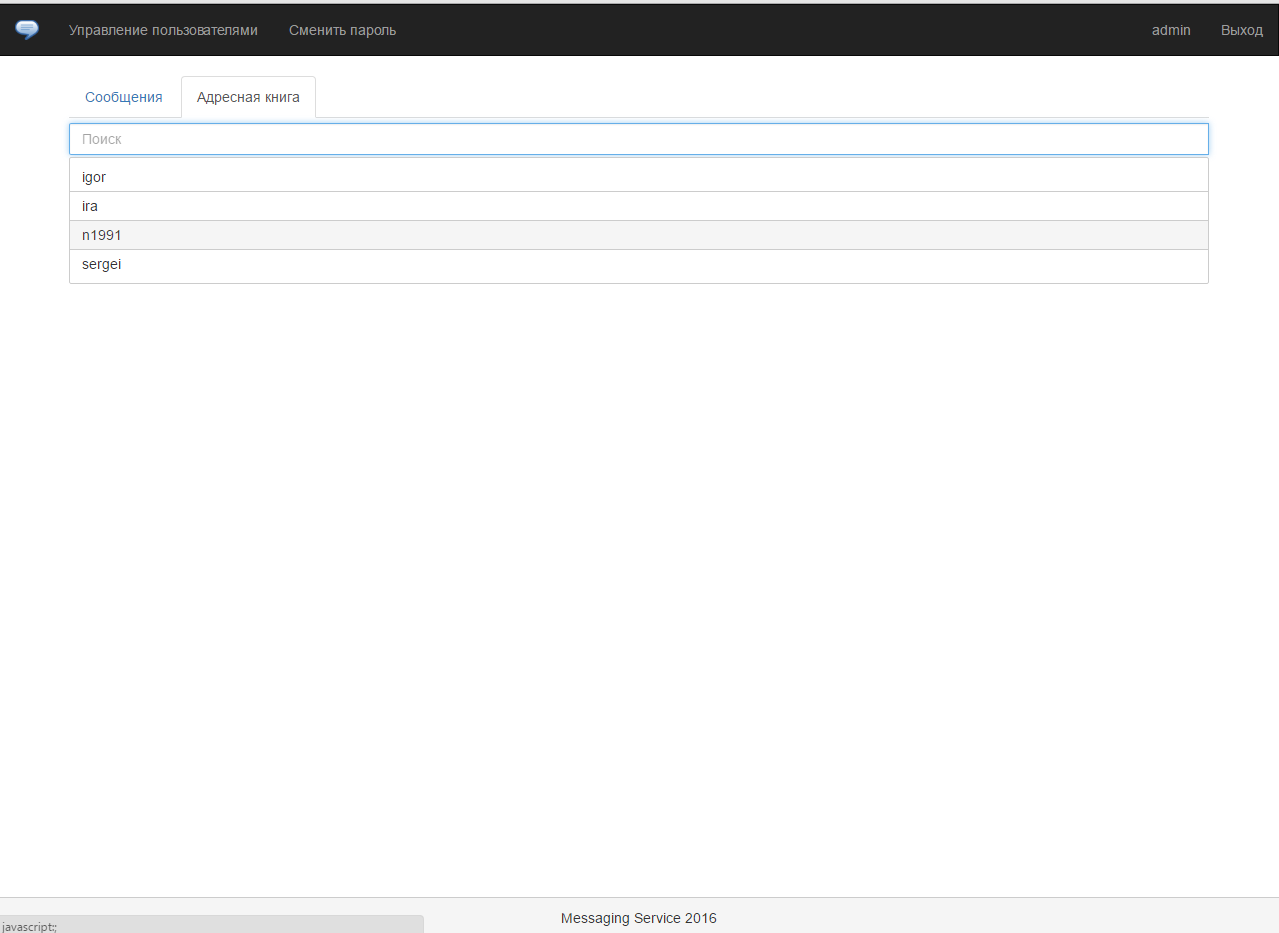 Управление пользователями Сменить пароль admin Выход
Сообщения Адресная книга
Поиск
igor
ira
n1991
sergei
Messaging Service 2016
javascript:;